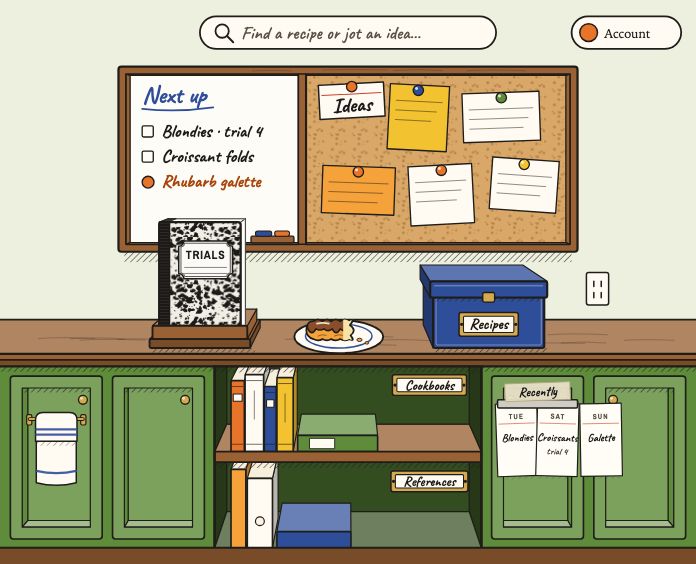 Find a recipe or jot an idea...
Account
Next up
Blondies · trial 4
Croissant folds
Rhubarb galette
Ideas
TRIALS
Recipes
Cookbooks
References
Recently
TUE
Blondies
SAT
Croissants
trial 4
SUN
Galette